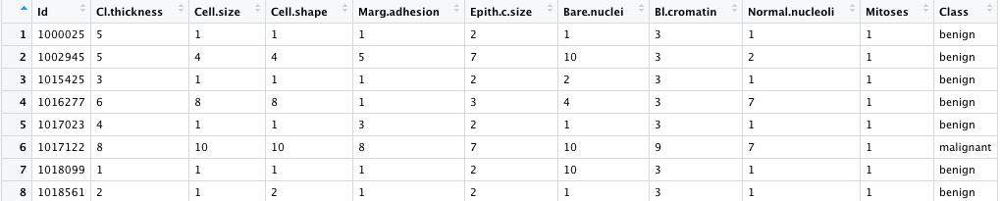 Id Cl.thickness Cell.size Cell.shape Marg.adhesion Epith.c.size Bare.nuclei Bl.cromatin Normal.nucleoli Mitoses Class
1 1000025 5 1 1 1 2 1 3 1 1 benign
2 1002945 5 4 4 5 7 10 3 2 1 benign
3 1015425 3 1 1 1 2 2 3 1 1 benign
4 1016277 6 8 8 1 3 4 3 7 1 benign
5 1017023 4 1 1 3 2 1 3 1 1 benign
6 1017122 8 10 10 8 7 10 9 7 1 malignant
7 1018099 1 1 1 1 2 10 3 1 1 benign
8 1018561 2 1 2 1 2 1 3 1 1 benign